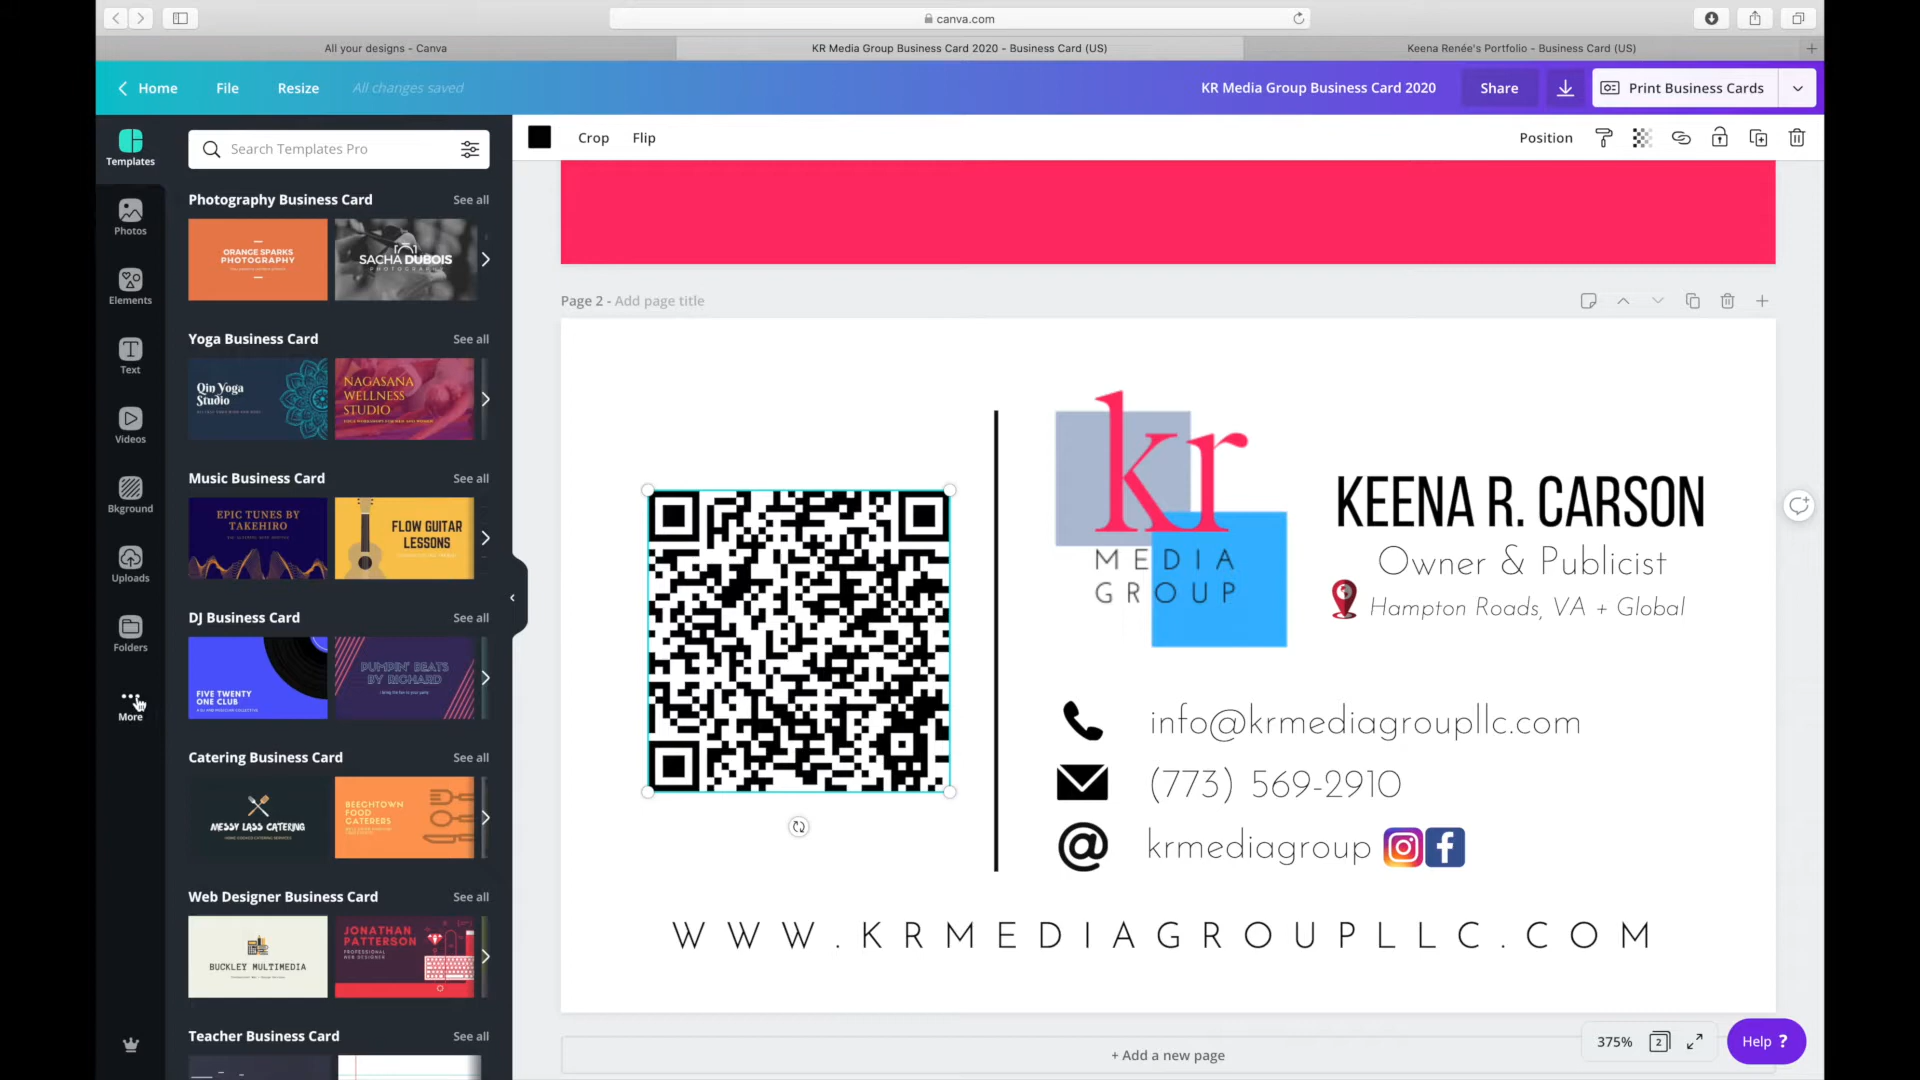 canva.com
All your designs - Canva
KR Media Group Business Card 2020 - Business Card (US)
Keena Renée's Portfolio - Business Card (US)
Home
File
Resize
All changes saved
KR Media Group Business Card 2020
Share
Print Business Cards
Templates
Photos
Elements
Text
Videos
Bkground
Uploads
Folders
More
Search Templates Pro
Photography Business Card
See all
ORANGE SPARKS
PHOTOGRAPHY
SACHA DUBOIS
PHOTOGRAPHY
Yoga Business Card
See all
Qin Yoga
Studio
NAGASANA
WELLNESS
STUDIO
Music Business Card
See all
EPIC TUNES BY
TAKEHIRO
FLOW GUITAR
LESSONS
DJ Business Card
See all
FIVE TWENTY
ONE CLUB
PUMPIN' BEATS
BY RICHARD
Catering Business Card
See all
MESSY LASS CATERING
BEECHTOWN
FOOD
CATERERS
Web Designer Business Card
See all
BUCKLEY MULTIMEDIA
JONATHAN
PATTERSON
PROFESSIONAL
WEB DESIGNER
Teacher Business Card
See all
Crop
Flip
Position
Page 2 - Add page title
kr
MEDIA
GROUP
KEENA R. CARSON
Owner & Publicist
Hampton Roads, VA + Global
info@krmediagroupllc.com
(773) 569-2910
@ krmediagroup
WWW.KRMEDIAGROUPLLC.COM
+ Add a new page
375%
2
Help ?